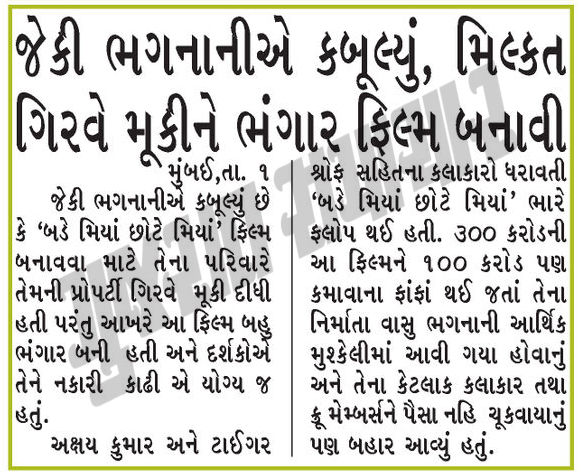 જેકી ભગનાનીએ કબૂલ્યું, મિલ્કત
ગિરવે મૂકીને ભંગાર ફિલ્મ બનાવી
મુંબઈ,તા. ૧
જેકી ભગનાનીએ કબૂલ્યું છે
કે ‘બડે મિયાં છોટે મિયાં’ ફિલ્મ
બનાવવા માટે તેના પરિવારે
તેમની પ્રોપર્ટી ગિરવે મૂકી દીધી
હતી પરંતુ આખરે આ ફિલ્મ બહુ
ભંગાર બની હતી અને દર્શકોએ
તેને નકારી કાઢી એ યોગ્ય જ
હતું.
અક્ષય કુમાર અને ટાઈગર
શ્રોફ સહિતના કલાકારો ધરાવતી
‘બડે મિયાં છોટે મિયાં’ ભારે
ફલોપ થઈ હતી. ૩૦૦ કરોડની
આ ફિલ્મને ૧૦૦ કરોડ પણ
કમાવાના ફાંફાં થઈ જતાં તેના
નિર્માતા વાસુ ભગનાની આર્થિક
મુશ્કેલીમાં આવી ગયા હોવાનું
અને તેના કેટલાક કલાકાર તથા
ક્રૂ મેમ્બર્સને પૈસા નહિ ચૂકવાયાનું
પણ બહાર આવ્યું હતું.